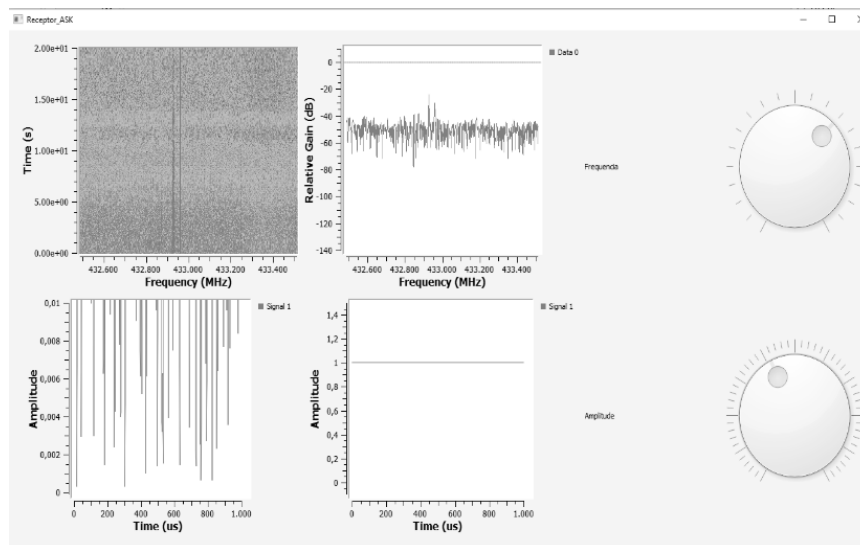 Receptor_ASK
2.00e+01
1.50e+01
1.00e+01
5.00e+00
0.00e+00
Time (s)
432.600 432.800 433.000 433.200 433.400
Frequency (MHz)
0
-20
-40
-60
-80
-100
-120
-140
Relative Gain (dB)
432.600 432.800 433.000 433.200 433.400
Frequency (MHz)
Data 0
Frequencia
0,01
0,008
0,006
0,004
0,002
0
Amplitude
0 200 400 600 800 1.000
Time (us)
Signal 1
1,4
1,2
1
0,8
0,6
0,4
0,2
0
Amplitude
0 200 400 600 800 1.000
Time (us)
Signal 1
Amplitude